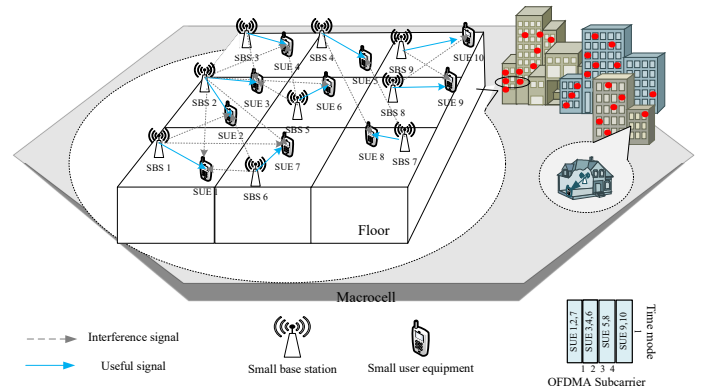 SBS 3
SUE 4
SBS 4
SUE 5
SBS 9
SUE 10
SBS 2
SUE 3
SUE 6
SBS 5
SBS 8
SUE 9
SUE 2
SBS 1
SUE 1
SBS 6
SUE 7
SUE 8
SBS 7
Floor
Macrocell
Interference signal
Useful signal
Small base station
Small user equipment
SUE 1,2,7
SUE 3,4,6
SUE 5,8
SUE 9,10
Time mode
1
1 2 3 4
OFDMA Subcarrier